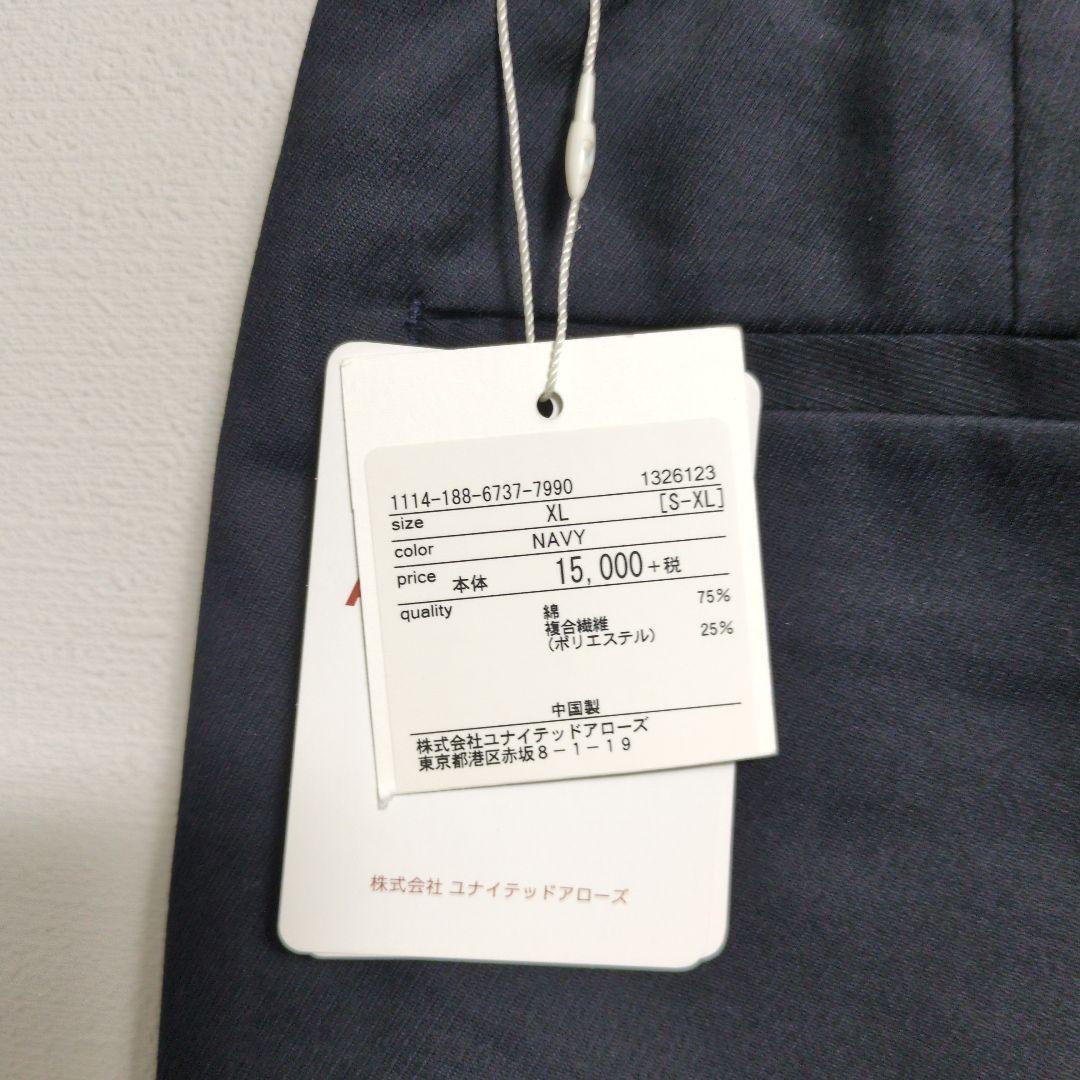 1114-188-6737-7990 1326123
size XL [S-XL]
color NAVY
price 本体 15,000+税
quality 綿 75%
複合繊維
(ポリエステル) 25%
中国製
株式会社ユナイテッドアローズ
東京都港区赤坂8-1-19
株式会社 ユナイテッドアローズ